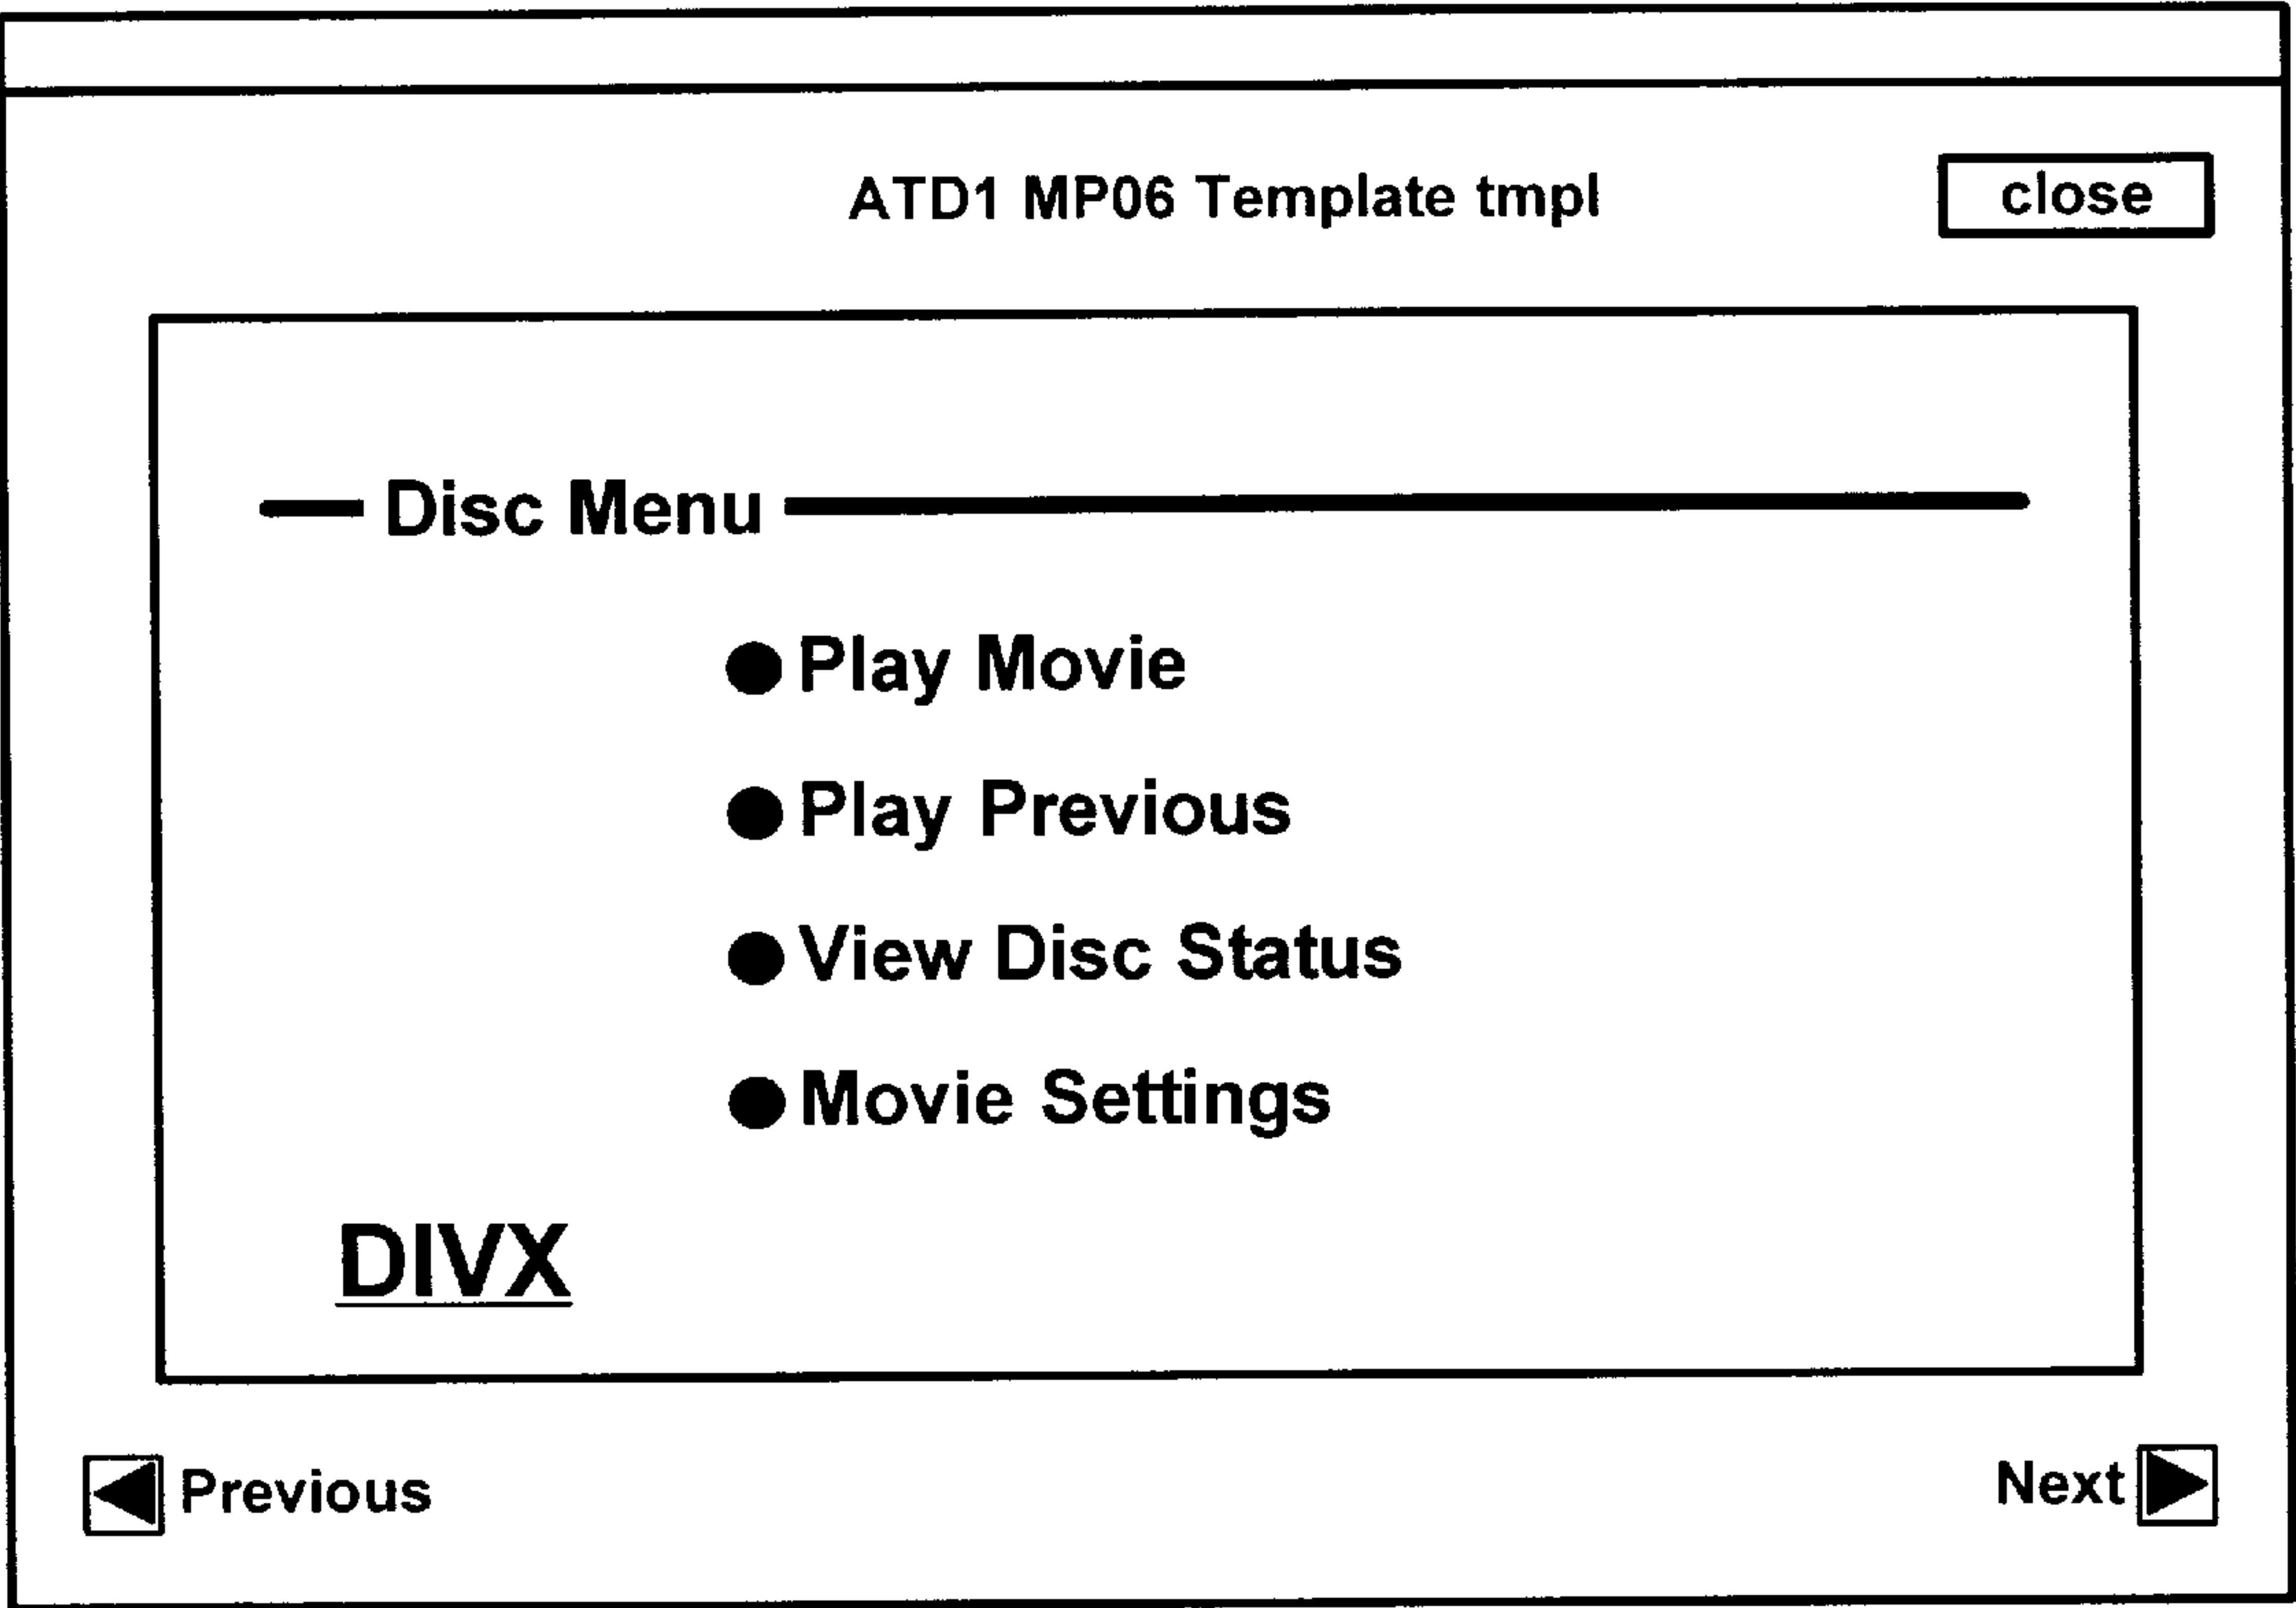 ATD1 MP06 Template tmpl
close
Disc Menu
Play Movie
Play Previous
View Disc Status
Movie Settings
DIVX
Previous
Next